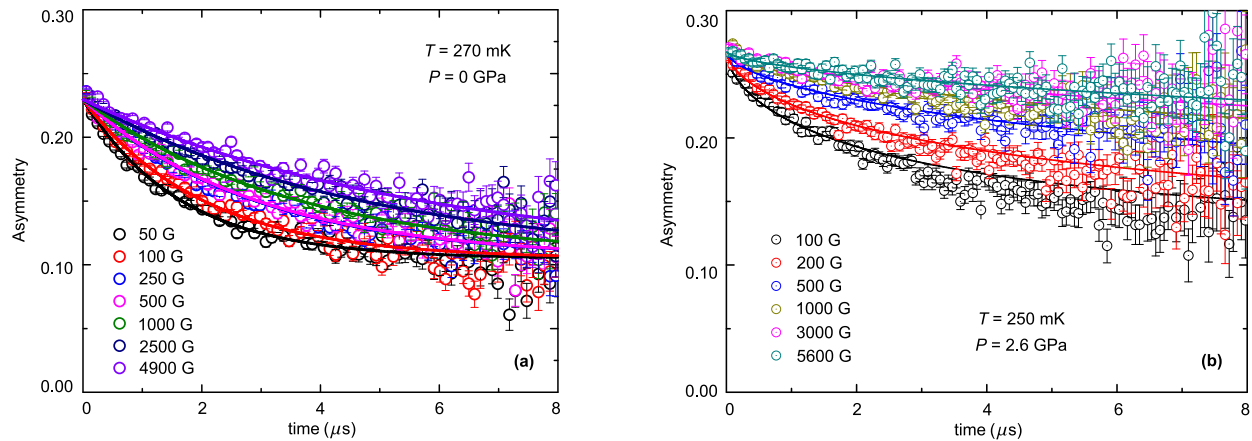 0.30
0.20
0.10
0.00
Asymmetry
T = 270 mK
P = 0 GPa
50 G
100 G
250 G
500 G
1000 G
2500 G
4900 G
(a)
0 2 4 6 8
time (μs)
0.30
0.20
0.10
0.00
Asymmetry
100 G
200 G
500 G
1000 G
3000 G
5600 G
T = 250 mK
P = 2.6 GPa
(b)
0 2 4 6 8
time (μs)